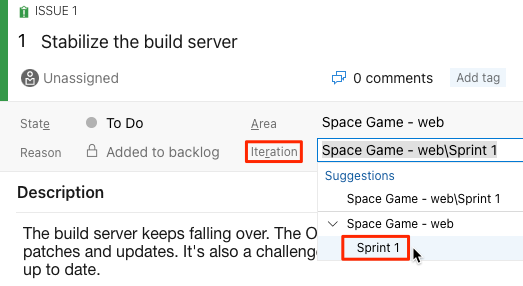 ISSUE 1
1 Stabilize the build server
Unassigned
0 comments
Add tag
State To Do
Area Space Game - web
Reason Added to backlog
Iteration Space Game - web\Sprint 1
Suggestions
Space Game - web\Sprint 1
Space Game - web
Sprint 1
Description
The build server keeps falling over. The O
patches and updates. It's also a challeng
up to date.